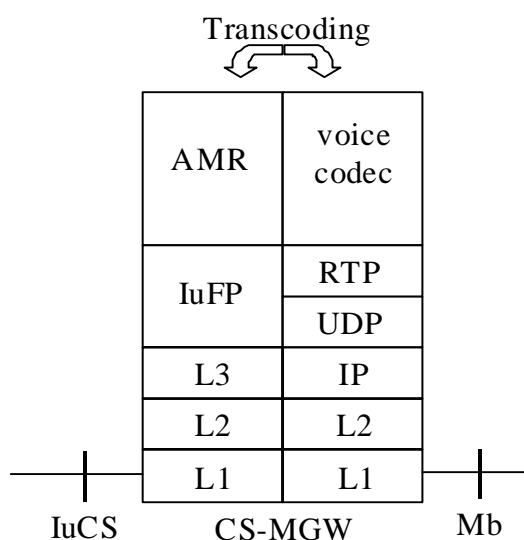 Transcoding
AMR
voice
codec
IuFP
RTP
UDP
L3
IP
L2
L2
L1
L1
IuCS
CS-MGW
Mb